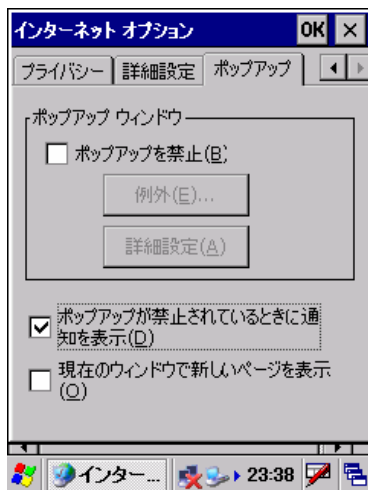 インターネット オプション OK ×
プライバシー 詳細設定 ポップアップ
ポップアップ ウィンドウ
ポップアップを禁止(B)
例外(E)...
詳細設定(A)
ポップアップが禁止されているときに通
知を表示(D)
現在のウィンドウで新しいページを表示
(O)
インター... 23:38